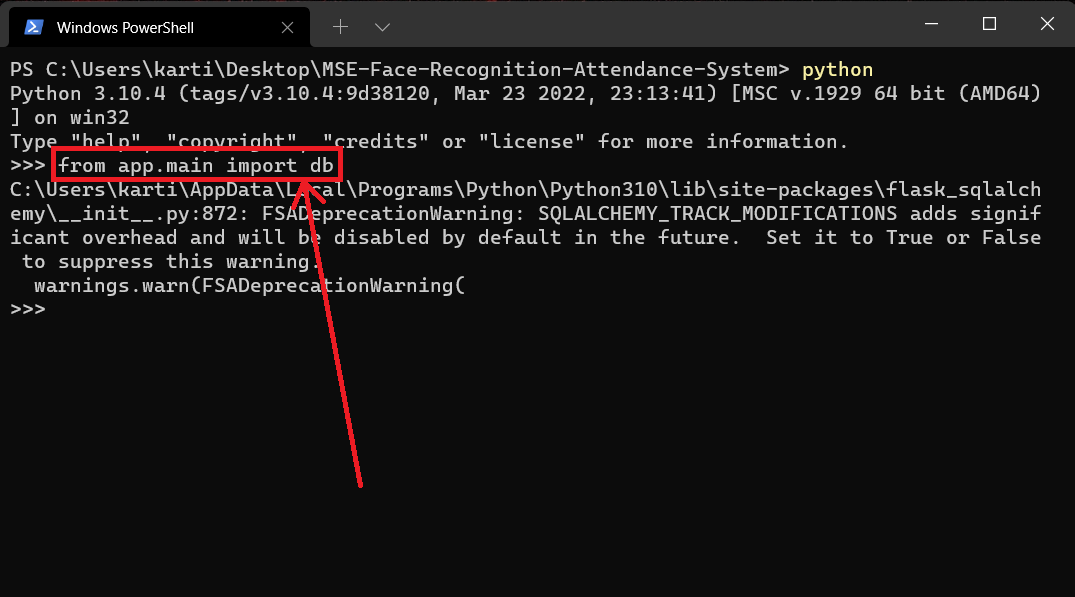 Windows PowerShell
PS C:\Users\karti\Desktop\MSE-Face-Recognition-Attendance-System> python
Python 3.10.4 (tags/v3.10.4:9d38120, Mar 23 2022, 23:13:41) [MSC v.1929 64 bit (AMD64)
] on win32
Type "help", "copyright", "credits" or "license" for more information.
>>> from app.main import db
C:\Users\karti\AppData\Local\Programs\Python\Python310\lib\site-packages\flask_sqlalch
emy\__init__.py:872: FSADeprecationWarning: SQLALCHEMY_TRACK_MODIFICATIONS adds signif
icant overhead and will be disabled by default in the future.  Set it to True or False
 to suppress this warning.
  warnings.warn(FSADeprecationWarning(
>>>